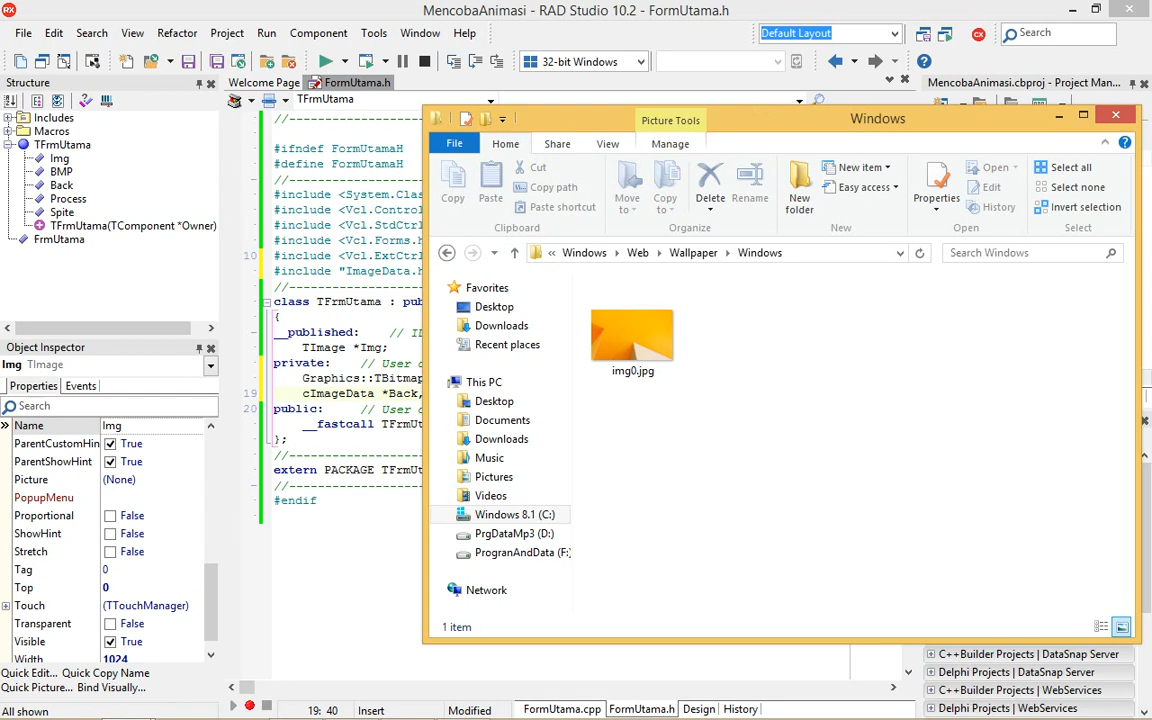 MencobaAnimasi - RAD Studio 10.2 - FormUtama.h
File Edit Search View Refactor Project Run Component Tools Window Help
Default Layout
Search
32-bit Windows
Structure
Welcome Page
FormUtama.h
MencobaAnimasi.cbproj - Project Man...
TFrmUtama
Includes
Macros
TFrmUtama
Img
BMP
Back
Process
Spite
TFrmUtama(TComponent *Owner)
FrmUtama
Object Inspector
Img TImage
Properties Events
Search
Name Img
ParentCustomHin True
ParentShowHint True
Picture (None)
PopupMenu
Proportional False
ShowHint False
Stretch False
Tag 0
Top 0
Touch (TTouchManager)
Transparent False
Visible True
Width 1024
Quick Edit... Quick Copy Name
Quick Picture... Bind Visually...
All shown
//----------------
#ifndef FormUtamaH
#define FormUtamaH
//----------------
#include <System.Clas
#include <Vcl.Control
#include <Vcl.StdCtrl
#include <Vcl.Forms.h
10 #include <Vcl.ExtCtrl
#include "ImageData.h
//----------------
class TFrmUtama : pub
{
__published: // ID
TImage *Img;
private: // User d
Graphics::TBitmap
19 cImageData *Back,
20 public: // User d
__fastcall TFrmUt
};
//----------------
extern PACKAGE TFrmUt
//----------------
#endif
19: 40 Insert Modified
FormUtama.cpp FormUtama.h Design History
Picture Tools
Windows
File Home Share View Manage
Copy
Paste
Cut
Copy path
Paste shortcut
Clipboard
Move to
Copy to
Delete
Rename
Organize
New folder
New item
Easy access
New
Properties
Open
Edit
History
Open
Select all
Select none
Invert selection
Select
« Windows Web Wallpaper Windows
Search Windows
Favorites
Desktop
Downloads
Recent places
This PC
Desktop
Documents
Downloads
Music
Pictures
Videos
Windows 8.1 (C:)
PrgDataMp3 (D:)
ProgranAndData (F:)
Network
img0.jpg
1 item
C++Builder Projects | DataSnap Server
Delphi Projects | DataSnap Server
C++Builder Projects | WebServices
Delphi Projects | WebServices